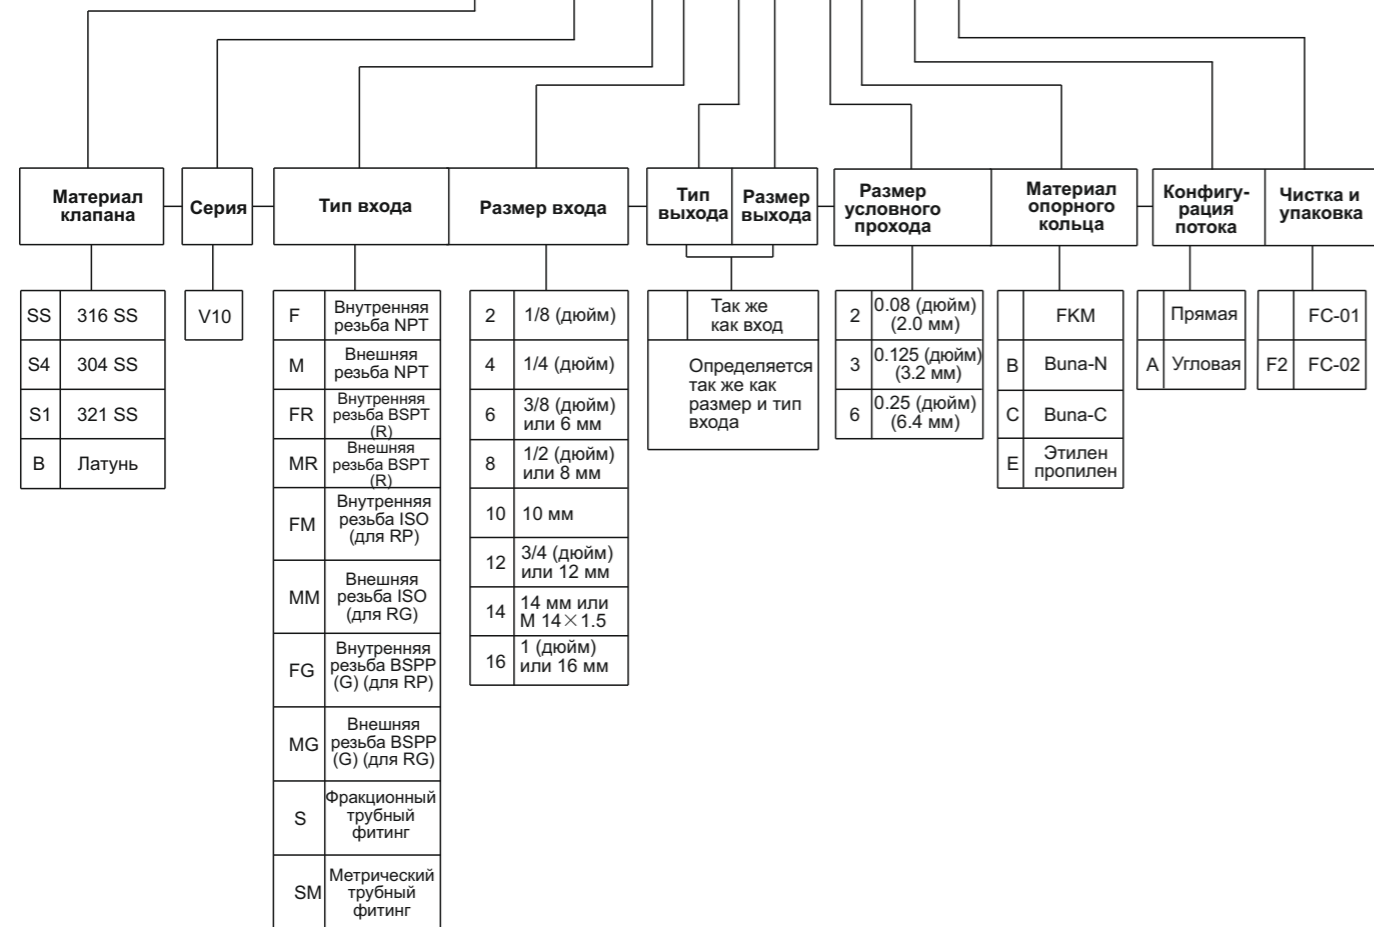 Материал
клапана
Серия
Тип входа
Размер входа
Тип
выхода
Размер
выхода
Размер
условного
прохода
Материал
опорного
кольца
Конфигу-
рация
потока
Чистка и
упаковка
SS
316 SS
S4
304 SS
S1
321 SS
B
Латунь
V10
F
Внутренняя
резьба NPT
M
Внешняя
резьба NPT
FR
Внутренняя
резьба BSPT
(R)
MR
Внешняя
резьба BSPT
(R)
FM
Внутренняя
резьба ISO
(для RP)
MM
Внешняя
резьба ISO
(для RG)
FG
Внутренняя
резьба BSPP
(G) (для RP)
MG
Внешняя
резьба BSPP
(G) (для RG)
S
Фракционный
трубный
фитинг
SM
Метрический
трубный
фитинг
2
1/8 (дюйм)
4
1/4 (дюйм)
6
3/8 (дюйм)
или 6 мм
8
1/2 (дюйм)
или 8 мм
10
10 мм
12
3/4 (дюйм)
или 12 мм
14
14 мм или
М 14×1.5
16
1 (дюйм)
или 16 мм
Так же
как вход
Определяется
так же как
размер и тип
входа
2
0.08 (дюйм)
(2.0 мм)
3
0.125 (дюйм)
(3.2 мм)
6
0.25 (дюйм)
(6.4 мм)
FKM
B
Buna-N
C
Buna-C
E
Этилен
пропилен
Прямая
A
Угловая
FC-01
F2
FC-02